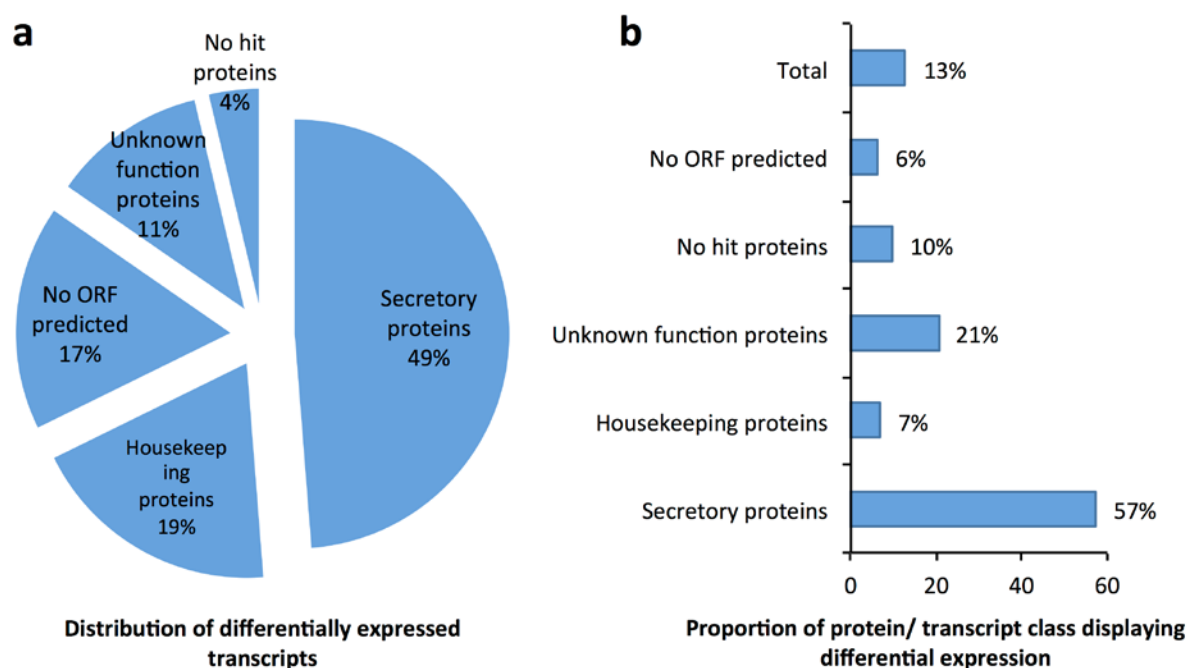 a
No hit
proteins
4%
Unknown
function
proteins
11%
No ORF
predicted
17%
Housekeep
ing
proteins
19%
Secretory
proteins
49%
Distribution of differentially expressed
transcripts
b
Total
13%
No ORF predicted
6%
No hit proteins
10%
Unknown function proteins
21%
Housekeeping proteins
7%
Secretory proteins
57%
0 20 40 60
Proportion of protein/ transcript class displaying
differential expression